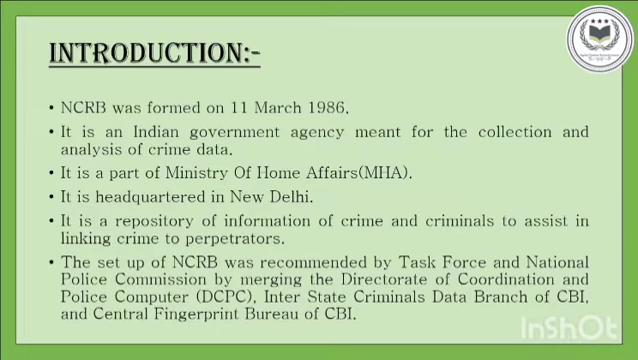 INTRODUCTION:-
• NCRB was formed on 11 March 1986.
• It is an Indian government agency meant for the collection and
analysis of crime data.
• It is a part of Ministry Of Home Affairs(MHA).
• It is headquartered in New Delhi.
• It is a repository of information of crime and criminals to assist in
linking crime to perpetrators.
• The set up of NCRB was recommended by Task Force and National
Police Commission by merging the Directorate of Coordination and
Police Computer (DCPC), Inter State Criminals Data Branch of CBI,
and Central Fingerprint Bureau of CBI.
InShOt